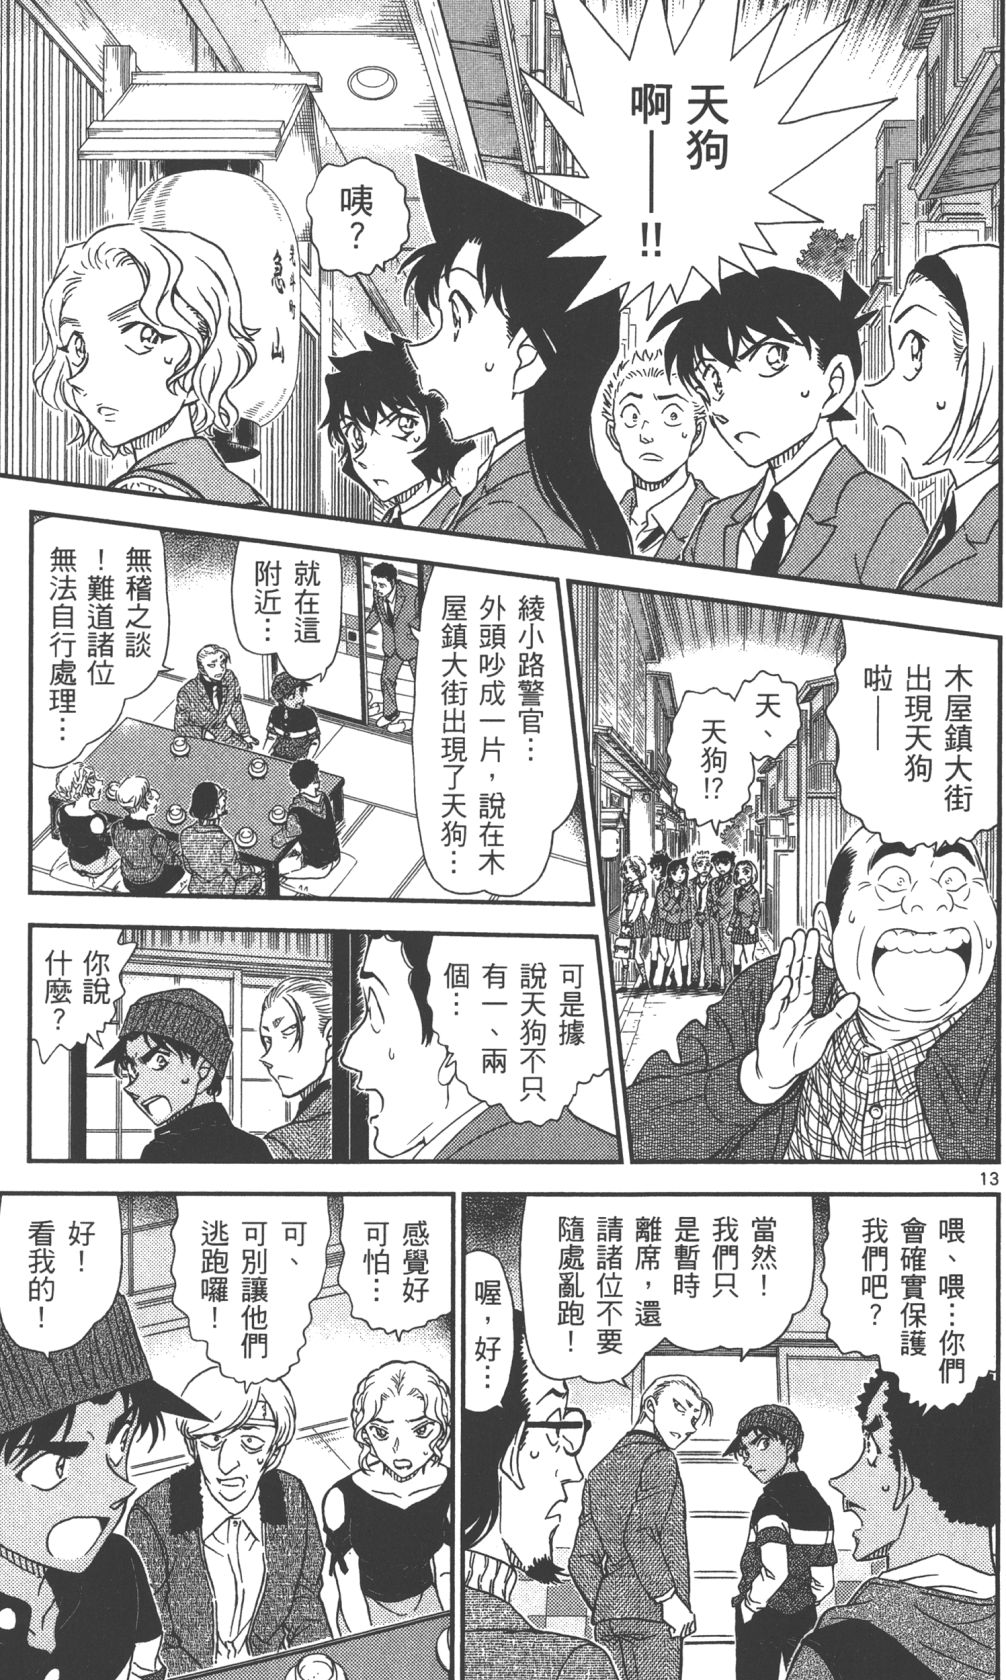 天狗
啊——!!
咦？
木屋鎮大街
出現天狗
啦——
天、
天狗!?
綾小路警官…
外頭吵成一片，說在木
屋鎮大街出現了天狗…
就在這
附近…
無稽之談
！難道諸位
無法自行處理…
可是據
說天狗不只
有一、兩
個…
你說
什麼？
13
喂、喂…你們
會確實保護
我們吧？
當然！
我們只
是暫時
離席，還
請諸位不要
隨處亂跑！
喔，好…
感覺好
可怕…
可、
可別讓他們
逃跑囉！
好！
看我的！